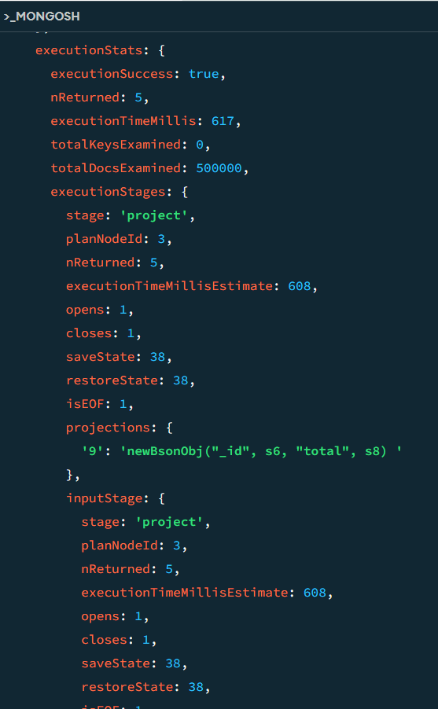 >_MONGOSH
executionStats: {
executionSuccess: true,
nReturned: 5,
executionTimeMillis: 617,
totalKeysExamined: 0,
totalDocsExamined: 500000,
executionStages: {
stage: 'project',
planNodeId: 3,
nReturned: 5,
executionTimeMillisEstimate: 608,
opens: 1,
closes: 1,
saveState: 38,
restoreState: 38,
isEOF: 1,
projections: {
'9': 'newBsonObj("_id", s6, "total", s8) '
},
inputStage: {
stage: 'project',
planNodeId: 3,
nReturned: 5,
executionTimeMillisEstimate: 608,
opens: 1,
closes: 1,
saveState: 38,
restoreState: 38,